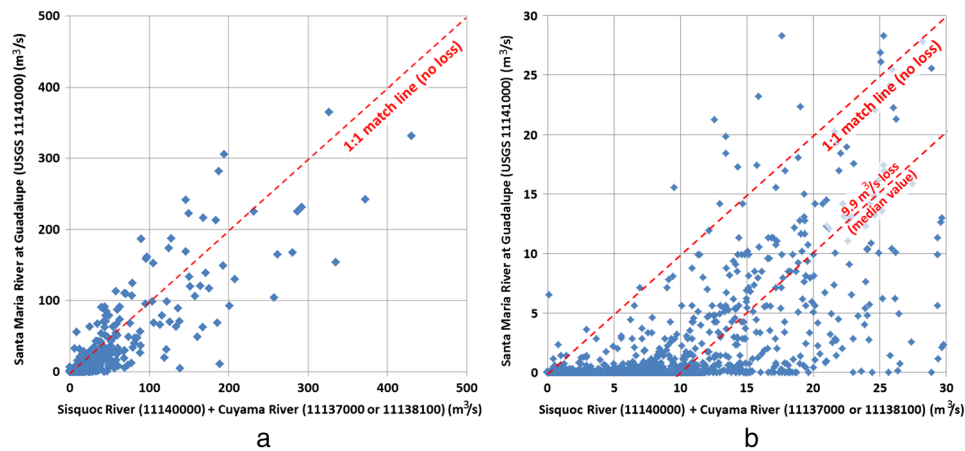 500
400
300
200
100
0
0 100 200 300 400 500
Santa Maria River at Guadalupe (USGS 11141000) (m³/s)
1:1 match line (no loss)
Sisquoc River (11140000) + Cuyama River (11137000 or 11138100) (m³/s)
a
30
25
20
15
10
5
0
0 5 10 15 20 25 30
Santa Maria River at Guadalupe (USGS 11141000) (m³/s)
1:1 match line (no loss)
9.9 m³/s loss
(median value)
Sisquoc River (11140000) + Cuyama River (11137000 or 11138100) (m³/s)
b